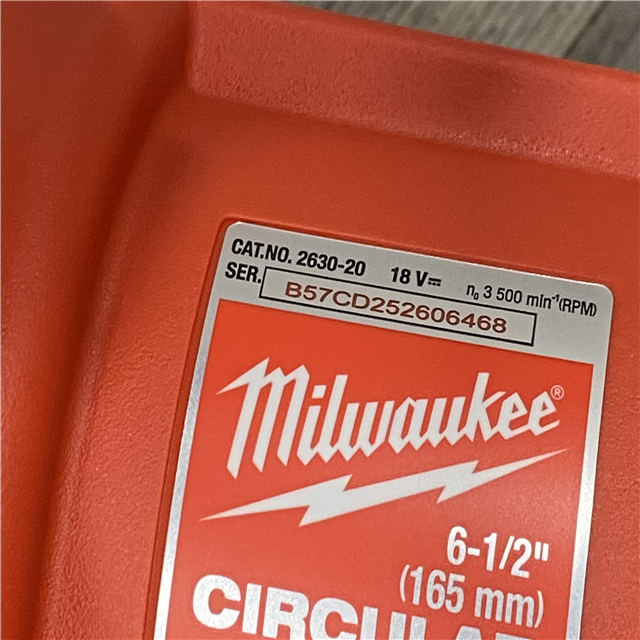 CAT.NO. 2630-20 18 V⎓ n₀ 3 500 min⁻¹(RPM)
SER. B57CD252606468
Milwaukee®
6-1/2"
(165 mm)